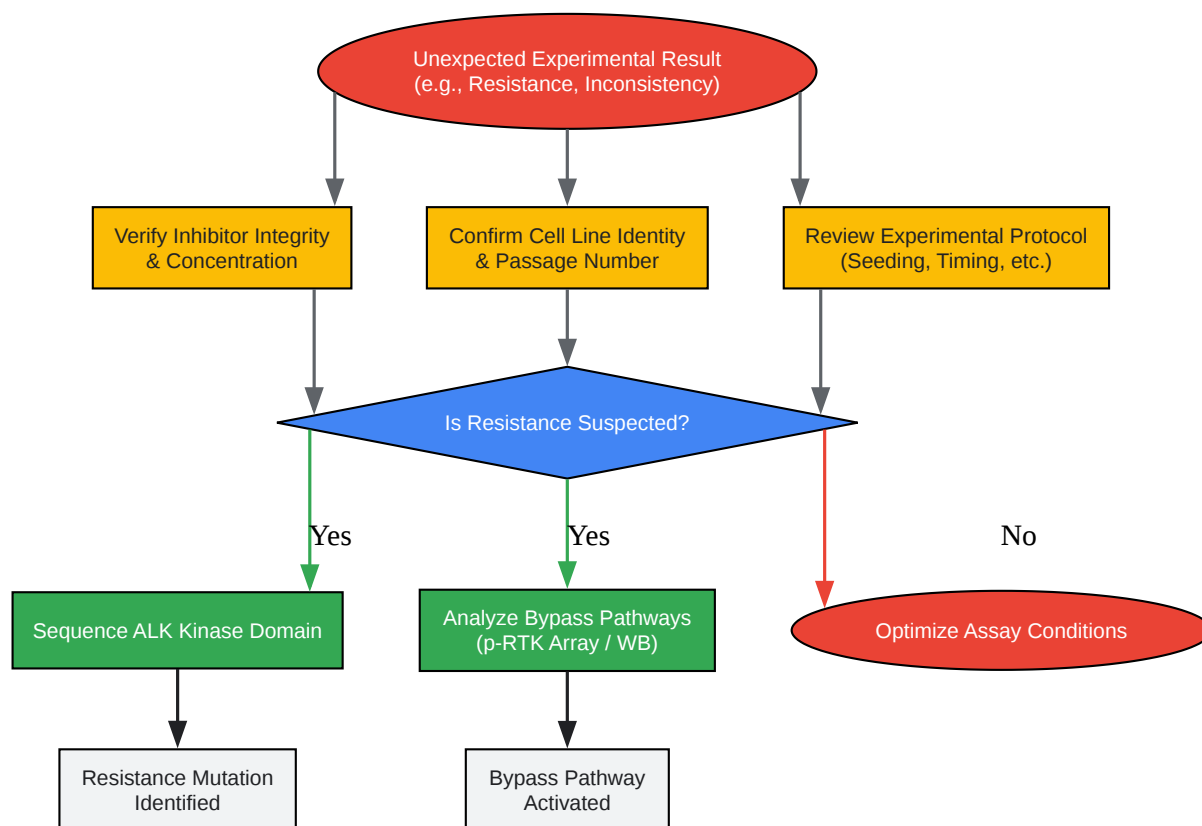 Unexpected Experimental Result
(e.g., Resistance, Inconsistency)
Verify Inhibitor Integrity
& Concentration
Confirm Cell Line Identity
& Passage Number
Review Experimental Protocol
(Seeding, Timing, etc.)
Is Resistance Suspected?
Yes
Yes
No
Sequence ALK Kinase Domain
Analyze Bypass Pathways
(p-RTK Array / WB)
Optimize Assay Conditions
Resistance Mutation
Identified
Bypass Pathway
Activated